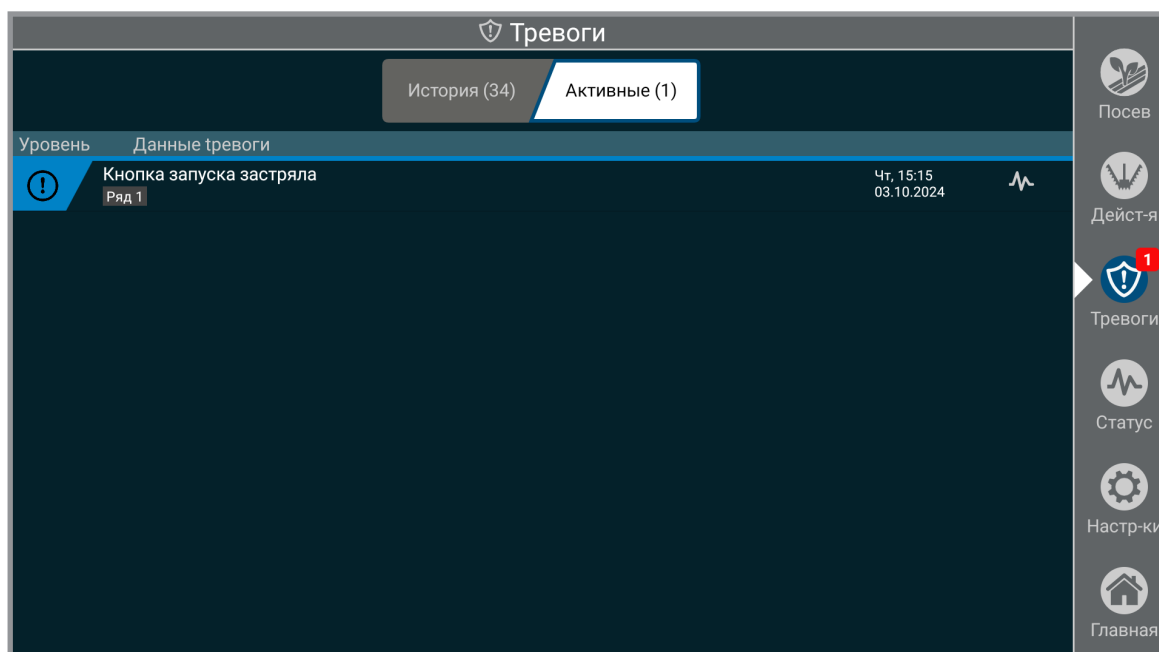 Тревоги
История (34)
Активные (1)
Уровень
Данные tревоги
Кнопка запуска застряла
Ряд 1
Чт, 15:15
03.10.2024
Посев
Дейст-я
1
Тревоги
Статус
Настр-ки
Главная